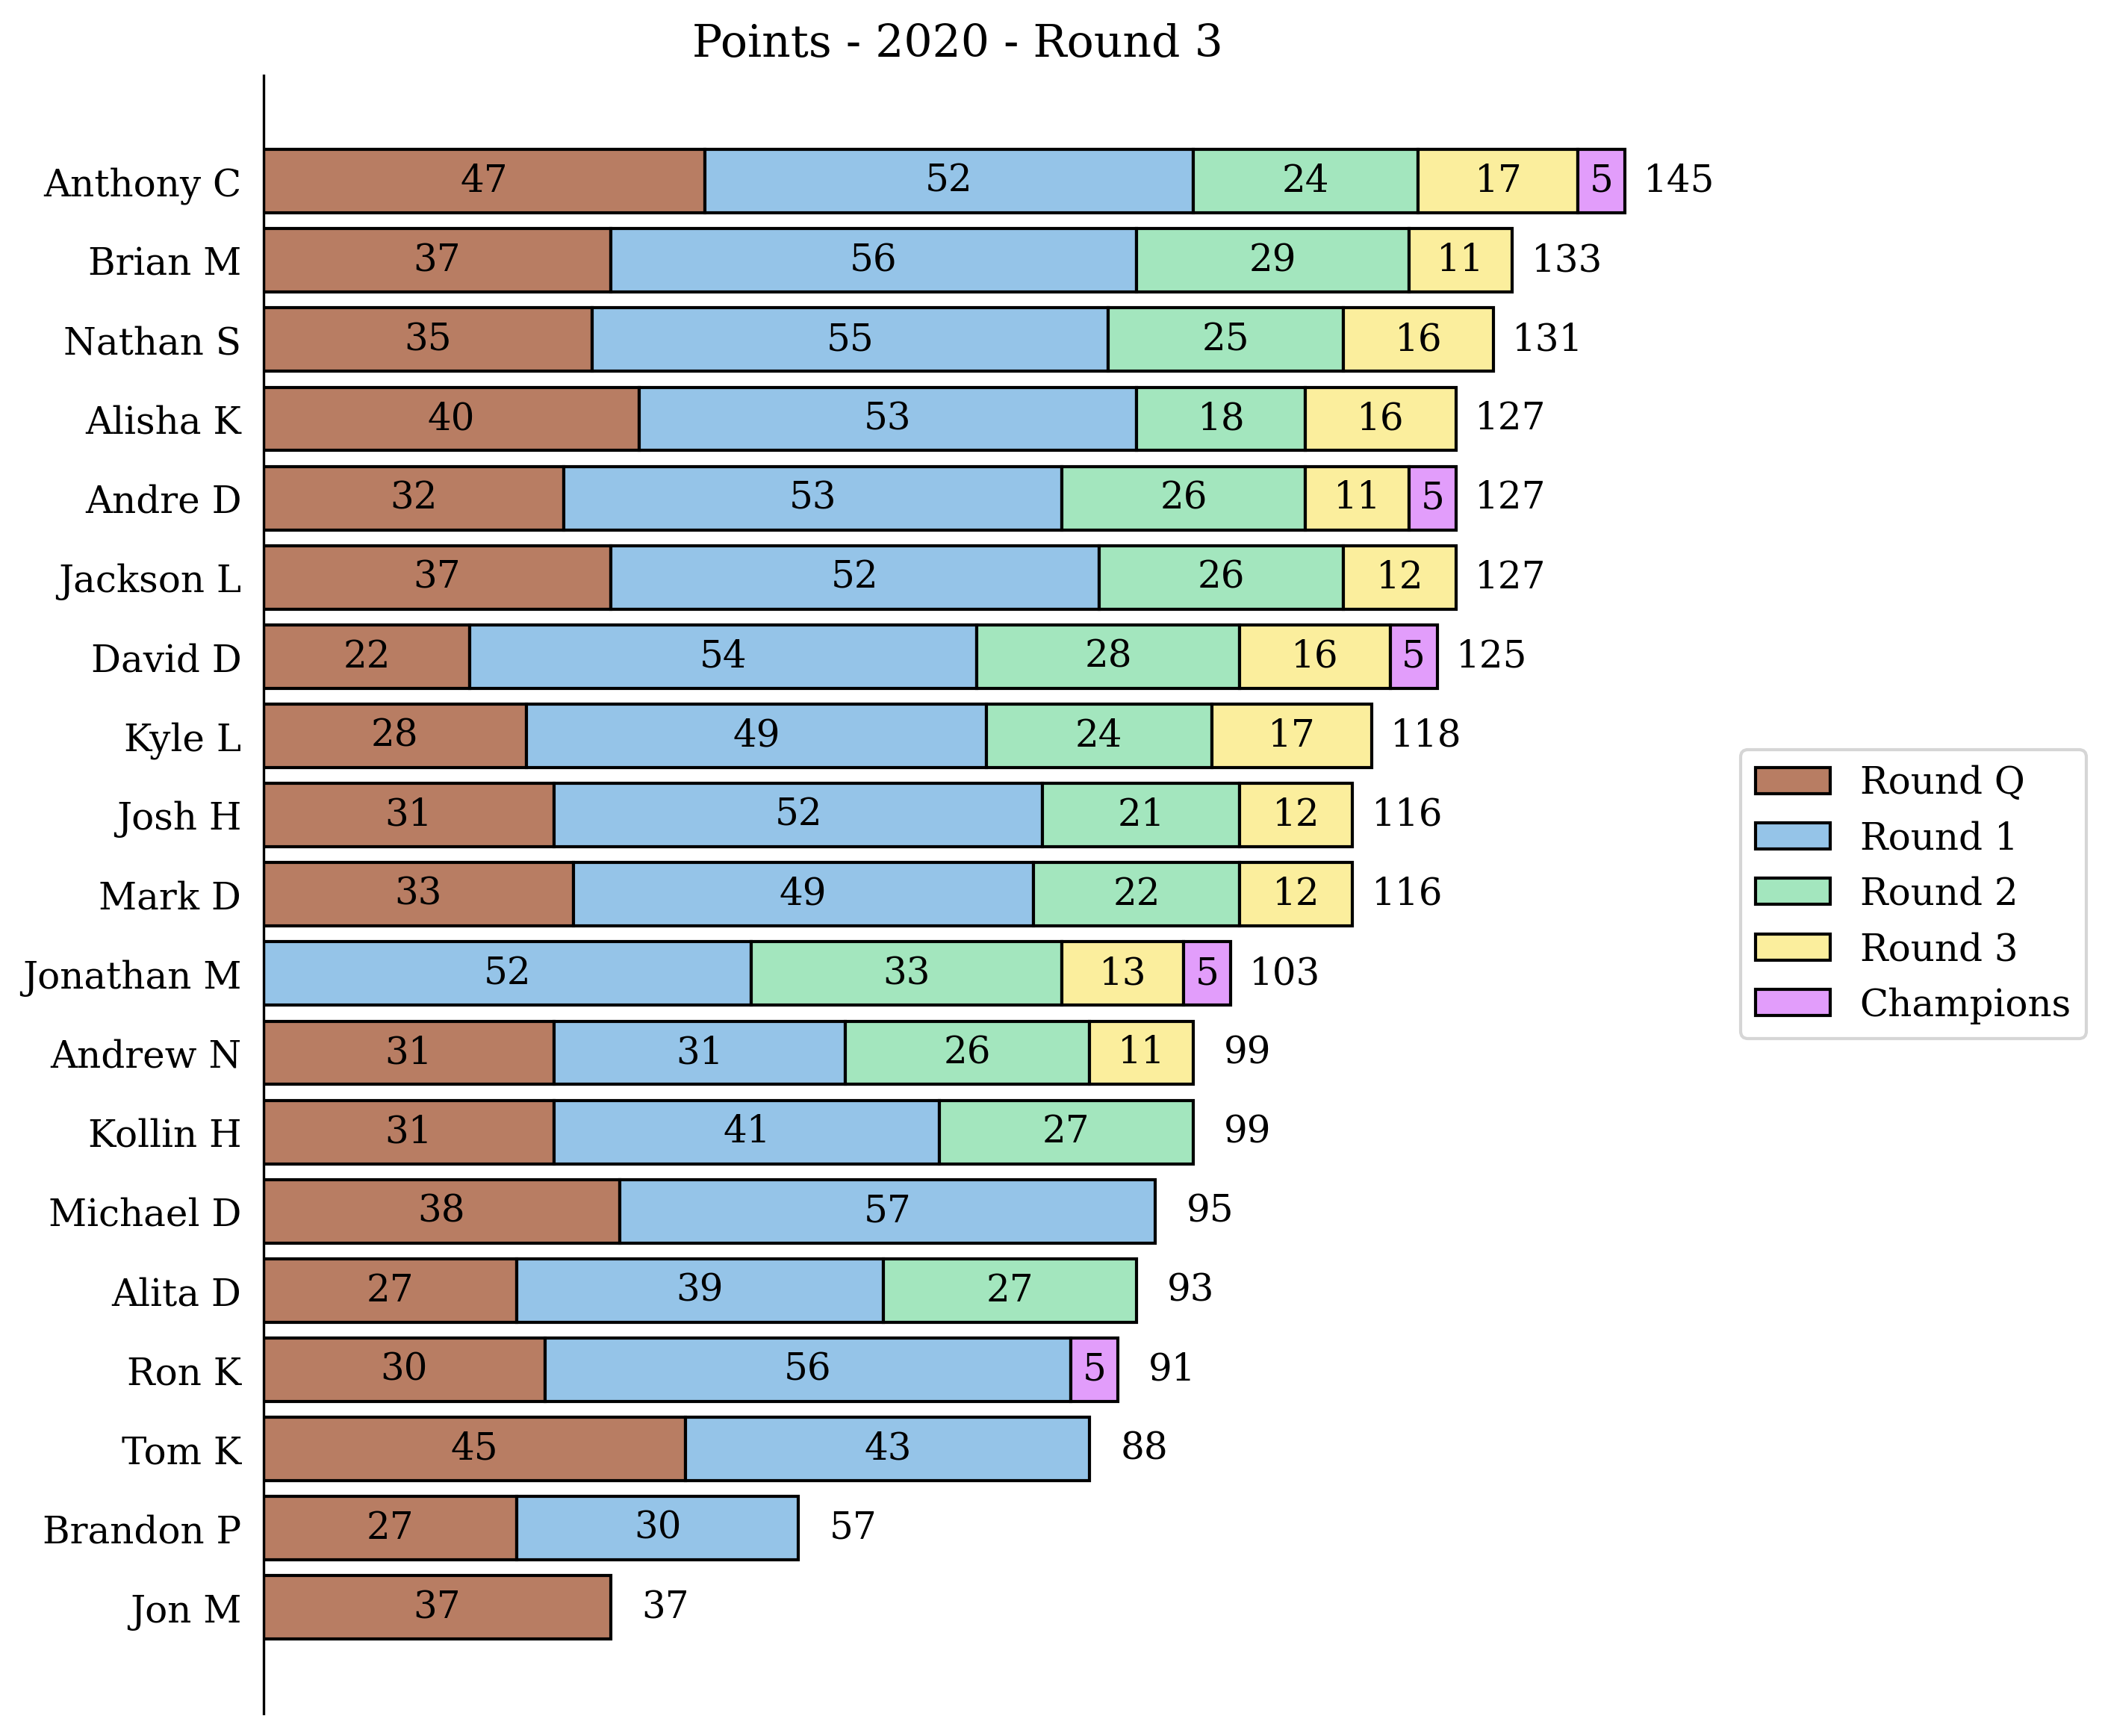 Points - 2020 - Round 3
Anthony C 47 52 24 17 5 145
Brian M 37 56 29 11 133
Nathan S 35 55 25 16 131
Alisha K 40 53 18 16 127
Andre D 32 53 26 11 5 127
Jackson L 37 52 26 12 127
David D 22 54 28 16 5 125
Kyle L 28 49 24 17 118
Josh H 31 52 21 12 116
Mark D 33 49 22 12 116
Jonathan M 52 33 13 5 103
Andrew N 31 31 26 11 99
Kollin H 31 41 27 99
Michael D 38 57 95
Alita D 27 39 27 93
Ron K 30 56 5 91
Tom K 45 43 88
Brandon P 27 30 57
Jon M 37 37
Round Q
Round 1
Round 2
Round 3
Champions